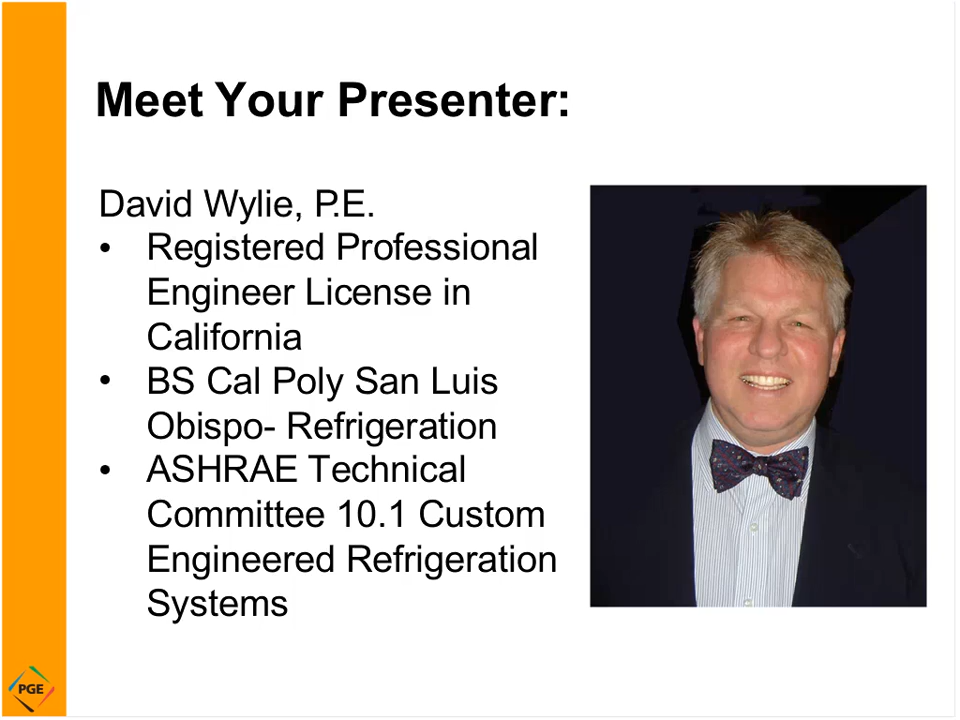 Meet Your Presenter:
David Wylie, P.E.
• Registered Professional
Engineer License in
California
• BS Cal Poly San Luis
Obispo- Refrigeration
• ASHRAE Technical
Committee 10.1 Custom
Engineered Refrigeration
Systems
PGE